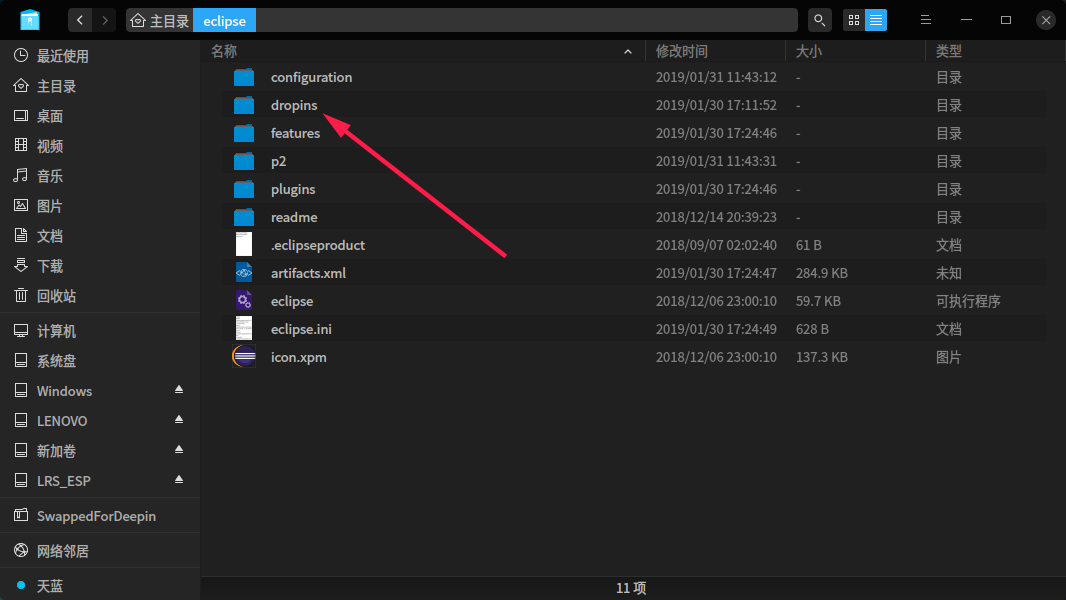 主目录 eclipse
最近使用
主目录
桌面
视频
音乐
图片
文档
下载
回收站
计算机
系统盘
Windows
LENOVO
新加卷
LRS_ESP
SwappedForDeepin
网络邻居
天蓝
名称 修改时间 大小 类型
configuration 2019/01/31 11:43:12 - 目录
dropins 2019/01/30 17:11:52 - 目录
features 2019/01/30 17:24:46 - 目录
p2 2019/01/31 11:43:31 - 目录
plugins 2019/01/30 17:24:46 - 目录
readme 2018/12/14 20:39:23 - 目录
.eclipseproduct 2018/09/07 02:02:40 61 B 文档
artifacts.xml 2019/01/30 17:24:47 284.9 KB 未知
eclipse 2018/12/06 23:00:10 59.7 KB 可执行程序
eclipse.ini 2019/01/30 17:24:49 628 B 文档
icon.xpm 2018/12/06 23:00:10 137.3 KB 图片
11 项